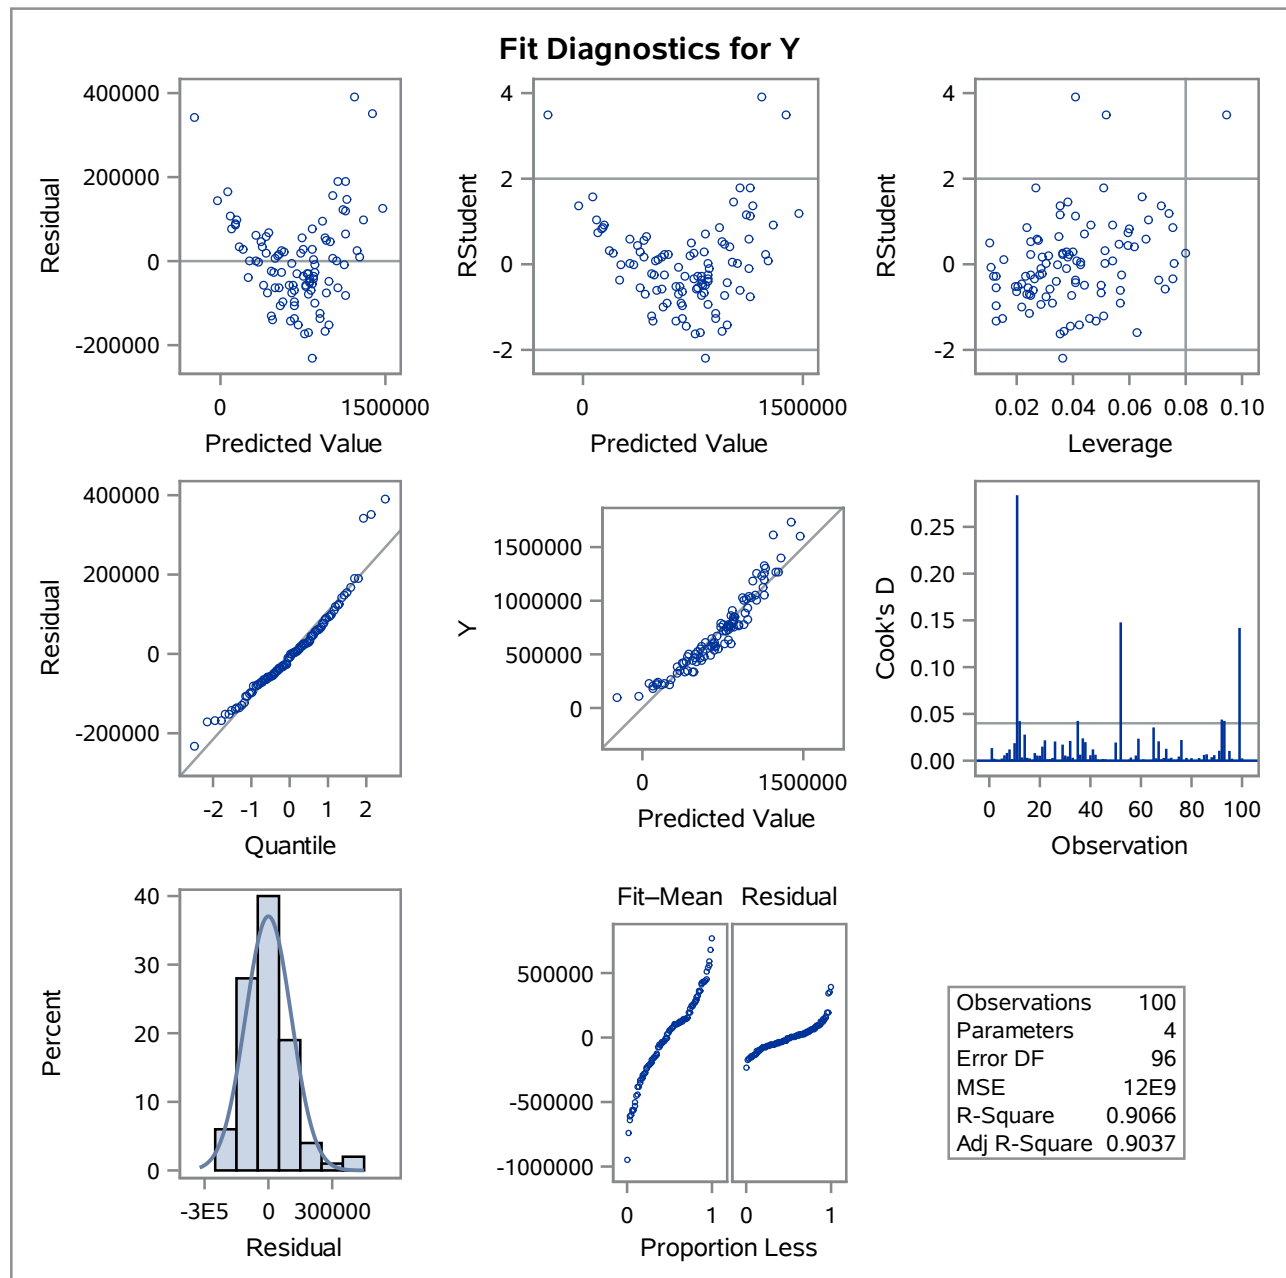 Fit Diagnostics for Y
400000
200000
0
-200000
Residual
0
1500000
Predicted Value
4
2
0
-2
RStudent
0
1500000
Predicted Value
4
2
0
-2
RStudent
0.02 0.04 0.06 0.08 0.10
Leverage
400000
200000
0
-200000
Residual
-2 -1 0 1 2
Quantile
1500000
1000000
500000
0
Y
0
1500000
Predicted Value
0.25
0.20
0.15
0.10
0.05
0.00
Cook's D
0 20 40 60 80 100
Observation
40
30
20
10
0
Percent
-3E5 0 300000
Residual
Fit–Mean Residual
500000
0
-500000
-1000000
0 1 0 1
Proportion Less
Observations 100
Parameters 4
Error DF 96
MSE 12E9
R-Square 0.9066
Adj R-Square 0.9037